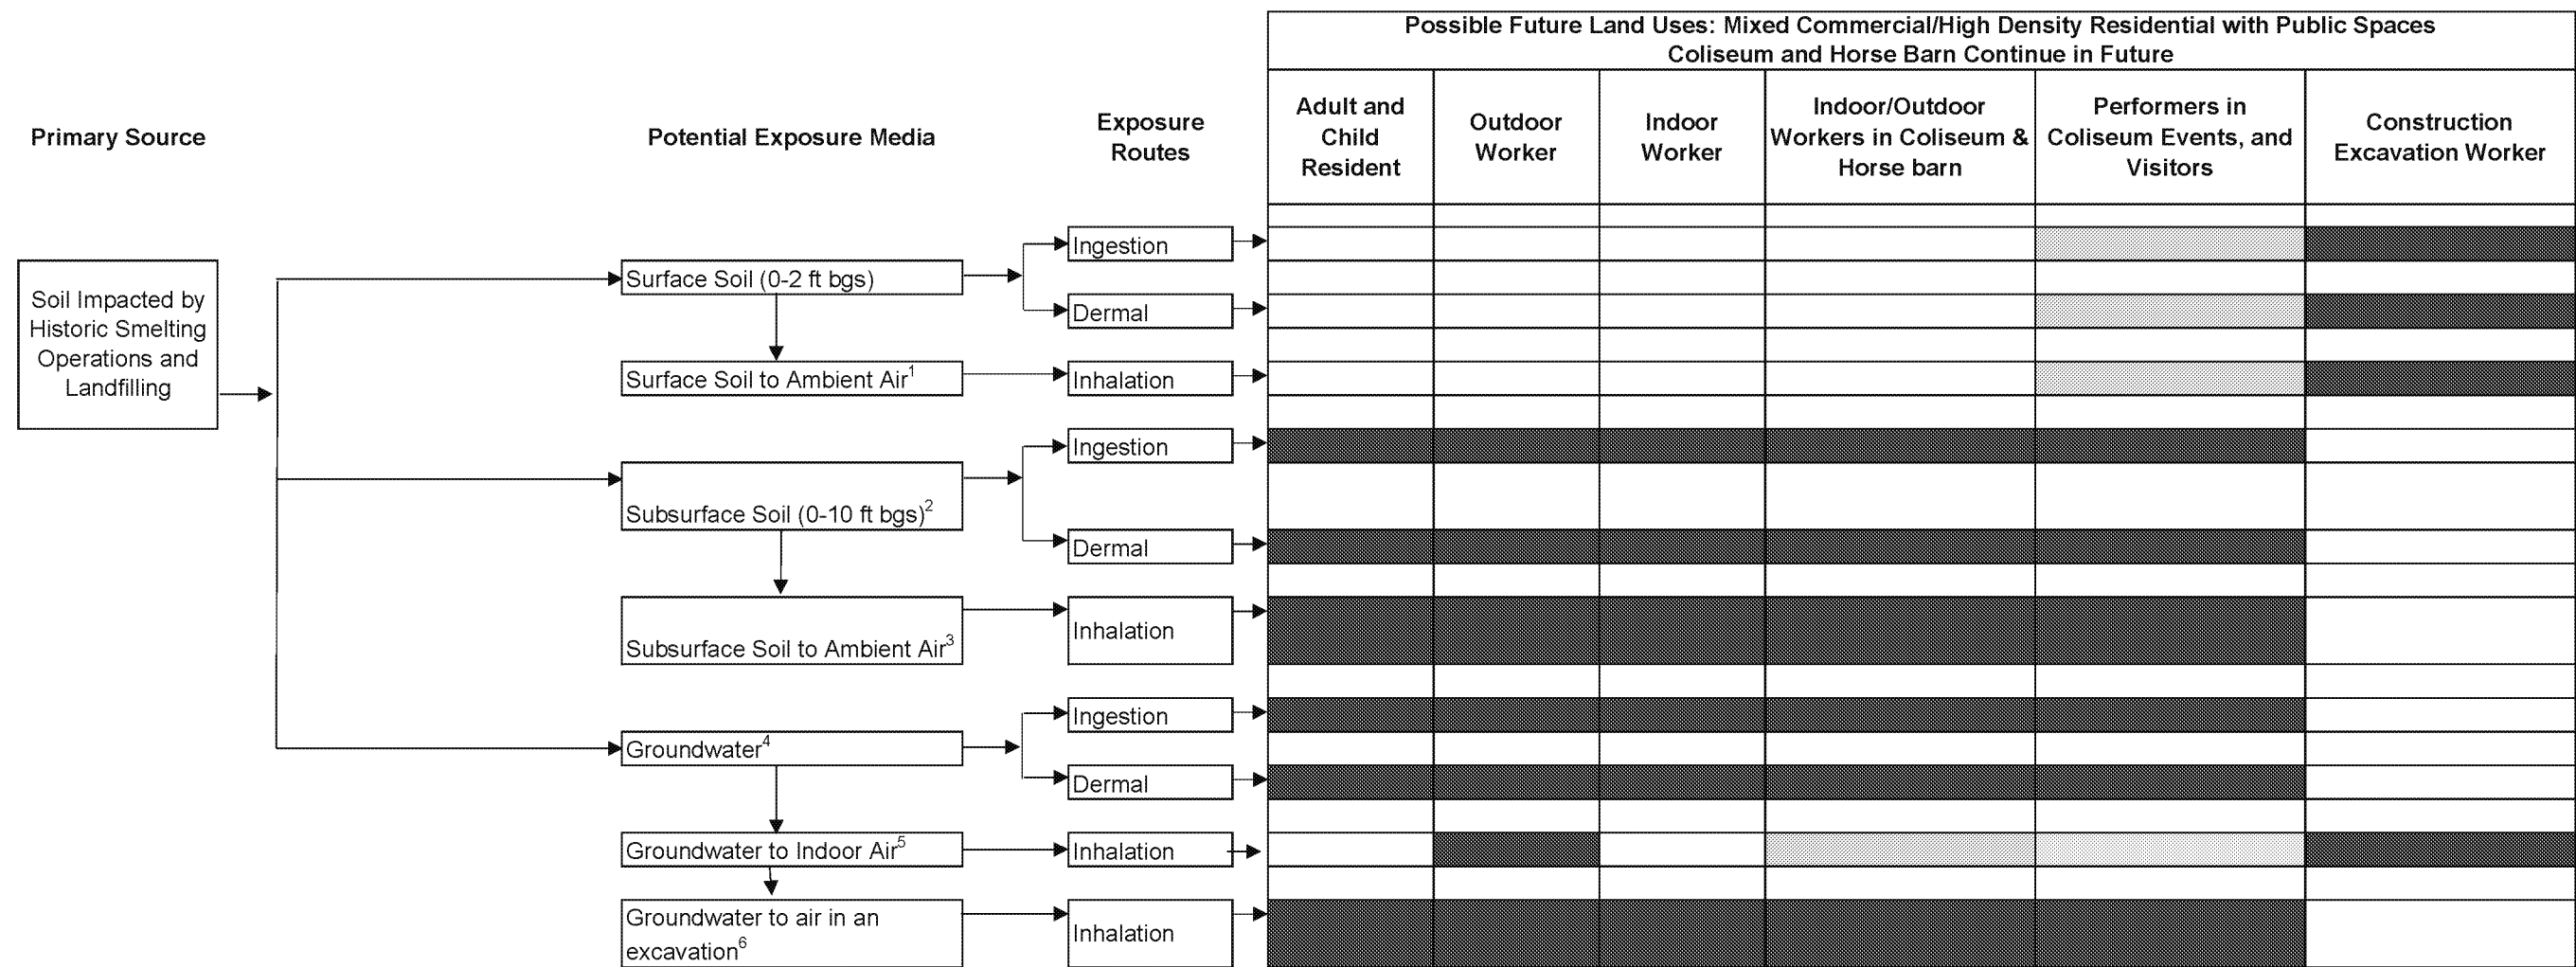 Possible Future Land Uses: Mixed Commercial/High Density Residential with Public Spaces
Coliseum and Horse Barn Continue in Future
Primary Source
Potential Exposure Media
Exposure
Routes
Adult and
Child
Resident
Outdoor
Worker
Indoor
Worker
Indoor/Outdoor
Workers in Coliseum &
Horse barn
Performers in
Coliseum Events, and
Visitors
Construction
Excavation Worker
Soil Impacted by
Historic Smelting
Operations and
Landfilling
Surface Soil (0-2 ft bgs)
Ingestion
Dermal
Surface Soil to Ambient Air¹
Inhalation
Subsurface Soil (0-10 ft bgs)²
Ingestion
Dermal
Subsurface Soil to Ambient Air³
Inhalation
Groundwater⁴
Ingestion
Dermal
Groundwater to Indoor Air⁵
Inhalation
Groundwater to air in an
excavation⁶
Inhalation